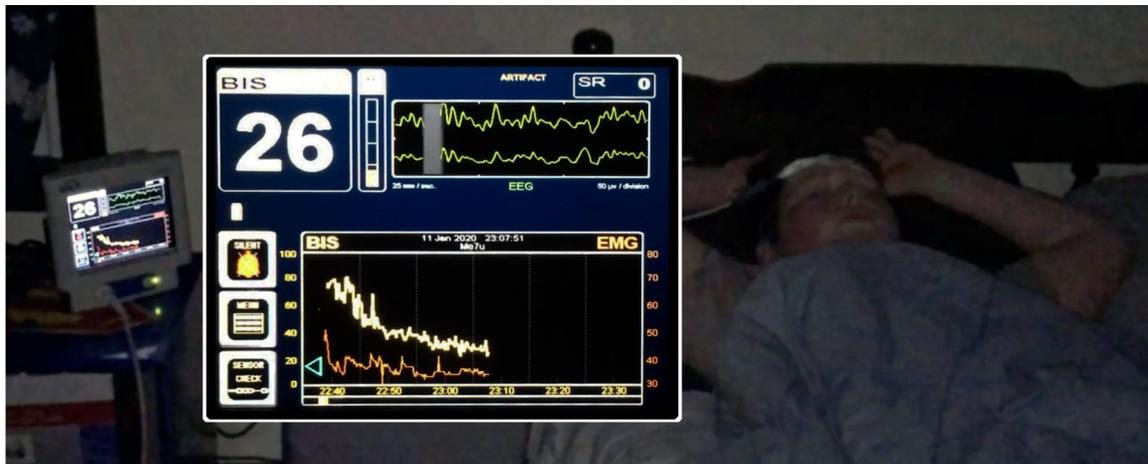 BIS
26
ARTIFACT
SR 0
25 mm / sec.
EEG
50 µv / division
SILENT
MENU
SENSOR
CHECK
BIS
11 Jan 2020 23:07:51
EMG
100
80
60
40
20
0
80
70
60
50
40
30
22:40 22:50 23:00 23:10 23:20 23:30
26